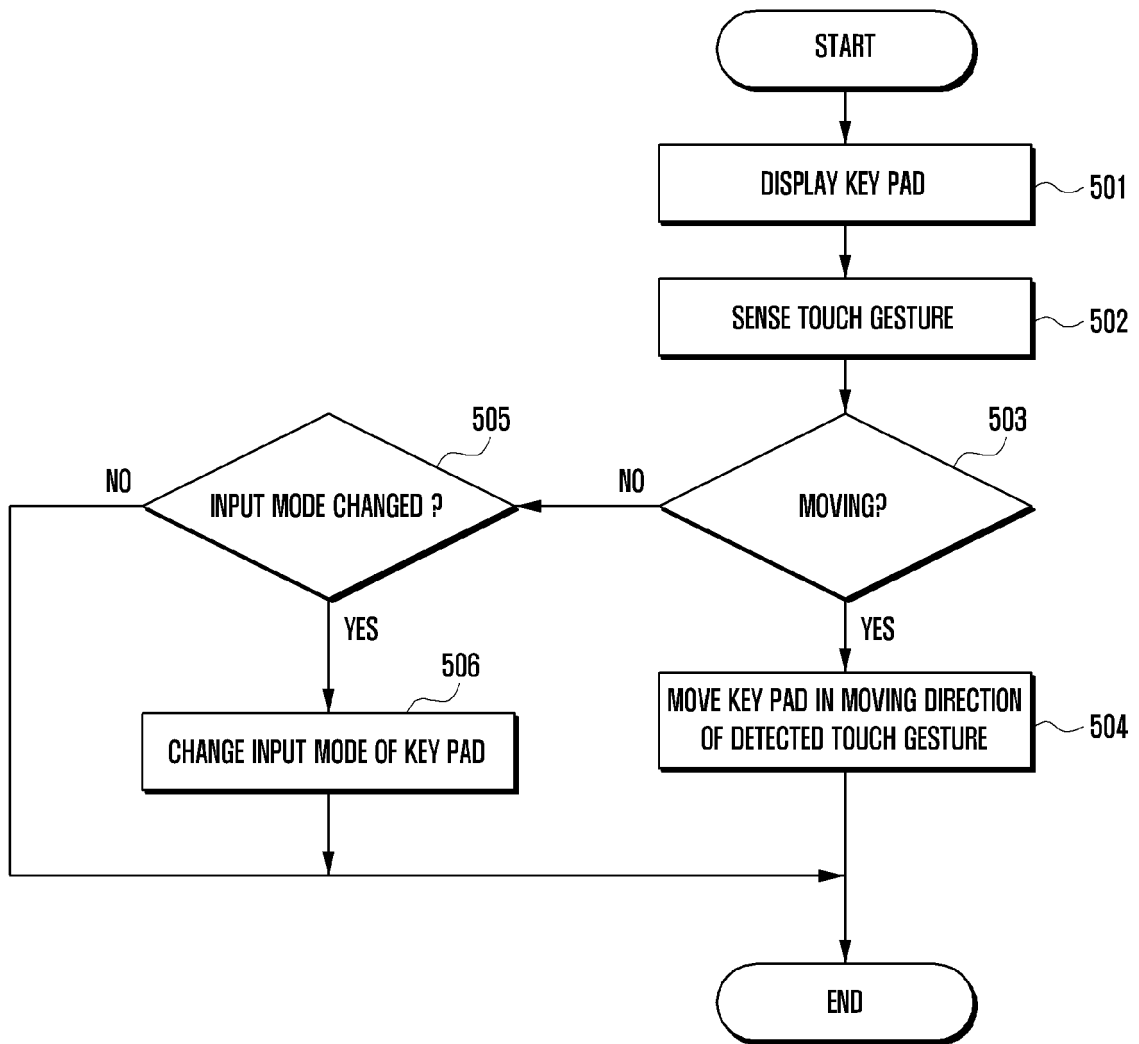 START
DISPLAY KEY PAD
501
SENSE TOUCH GESTURE
502
505
503
NO
INPUT MODE CHANGED ?
NO
MOVING?
YES
YES
506
CHANGE INPUT MODE OF KEY PAD
MOVE KEY PAD IN MOVING DIRECTION
OF DETECTED TOUCH GESTURE
504
END